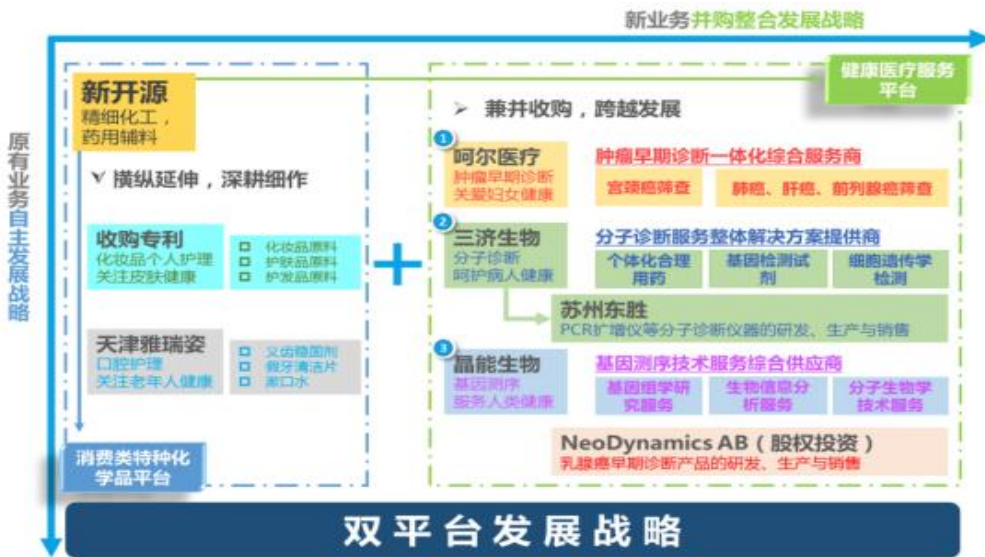 新业务并购整合发展战略
原有业务自主发展战略
新开源
精细化工，
药用辅料
健康医疗服务
平台
横纵延伸，深耕细作
收购专利
化妆品个人护理
关注皮肤健康
化妆品原料
护肤品原料
护发品原料
天津雅瑞姿
口腔护理
关注老年人健康
义齿稳固剂
假牙清洁片
漱口水
消费类特种化
学品平台
+
兼并收购，跨越发展
1
呵尔医疗
肿瘤早期诊断
关爱妇女健康
肿瘤早期诊断一体化综合服务商
宫颈癌筛查
肺癌、肝癌、前列腺癌筛查
2
三济生物
分子诊断
呵护病人健康
分子诊断服务整体解决方案提供商
个体化合理
用药
基因检测试
剂
细胞遗传学
检测
苏州东胜
PCR扩增仪等分子诊断仪器的研发、生产与销售
3
晶能生物
基因测序
服务人类健康
基因测序技术服务综合供应商
基因组学研
究服务
生物信息分
析服务
分子生物学
技术服务
NeoDynamics AB（股权投资）
乳腺癌早期诊断产品的研发、生产与销售
双平台发展战略